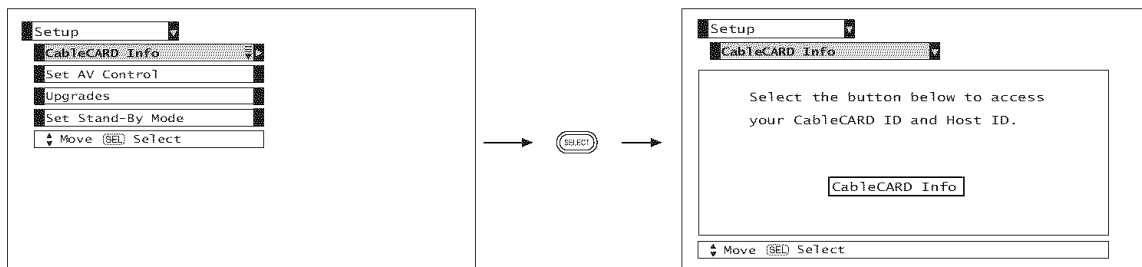 Setup
CableCARD Info
Set AV Control
Upgrades
Set Stand-By Mode
Move SEL Select
SELECT
Setup
CableCARD Info
Select the button below to access
your CableCARD ID and Host ID.
CableCARD Info
Move SEL Select